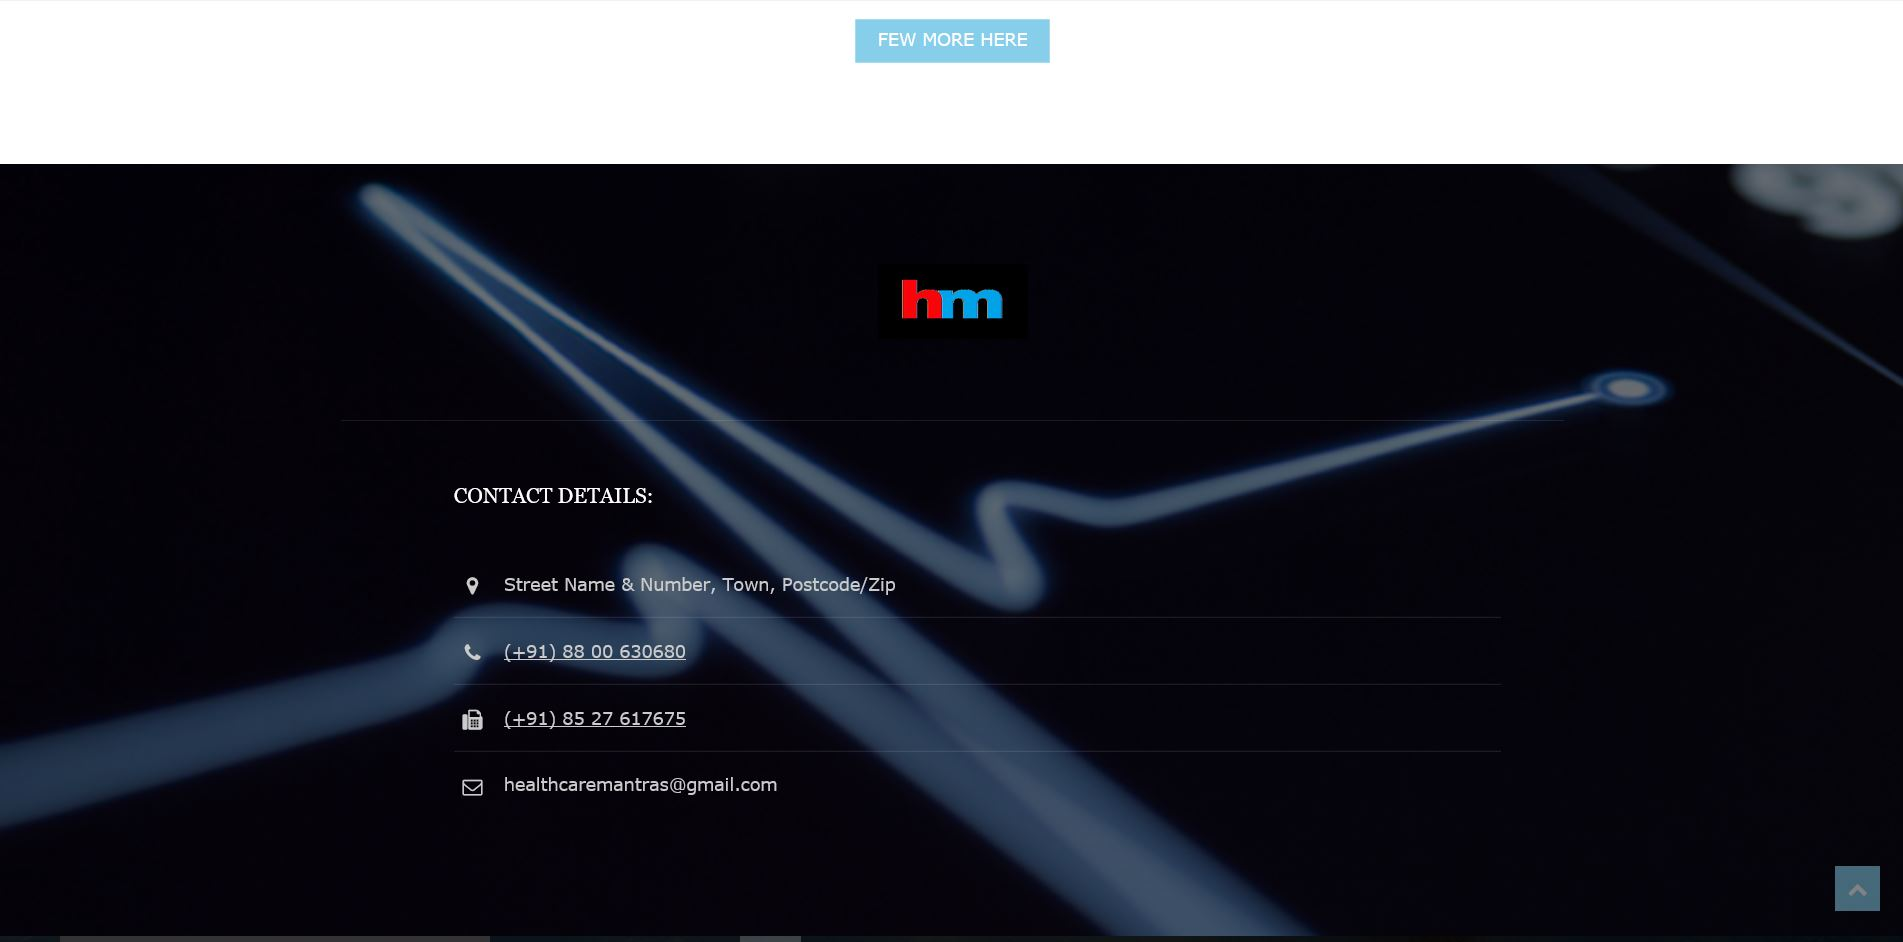 FEW MORE HERE
hm
CONTACT DETAILS:
Street Name & Number, Town, Postcode/Zip
(+91) 88 00 630680
(+91) 85 27 617675
healthcaremantras@gmail.com